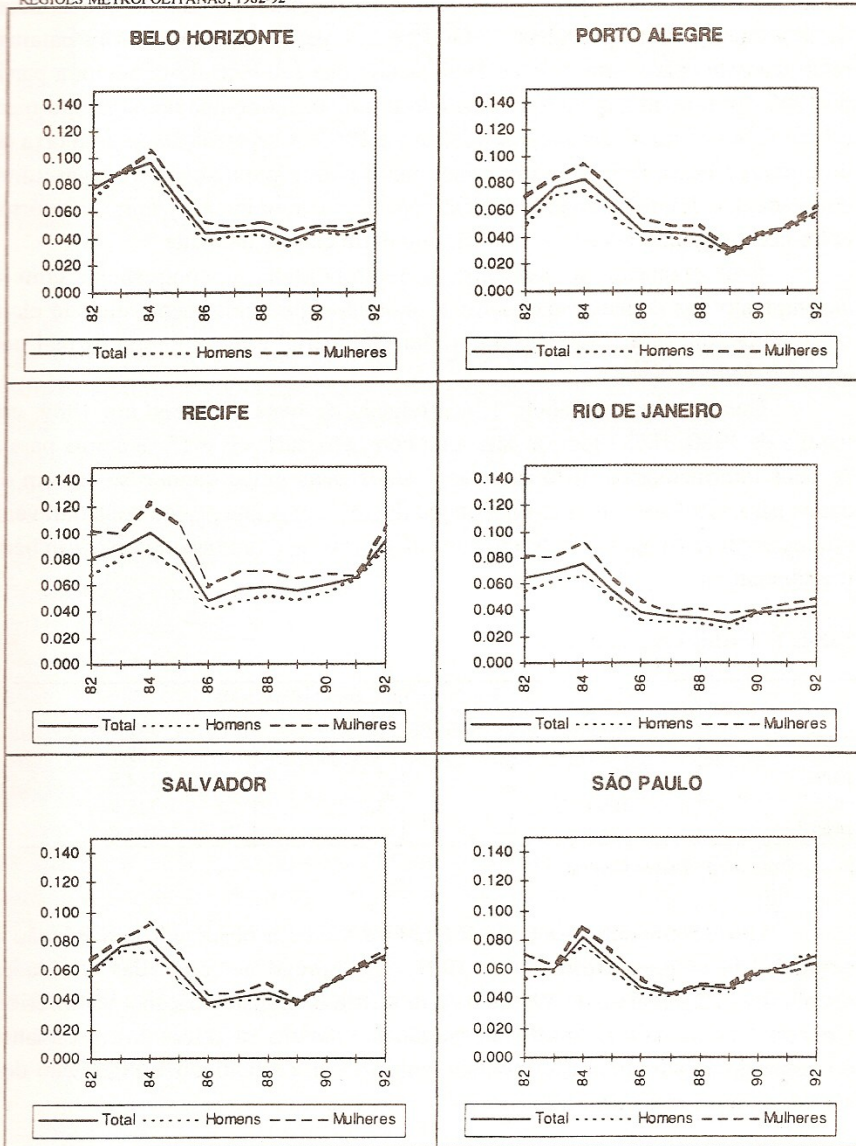 REGIÕES METROPOLITANAS, 1982-92
BELO HORIZONTE
0.140
0.120
0.100
0.080
0.060
0.040
0.020
0.000
82 84 86 88 90 92
Total Homens Mulheres
PORTO ALEGRE
0.140
0.120
0.100
0.080
0.060
0.040
0.020
0.000
82 84 86 88 90 92
Total Homens Mulheres
RECIFE
0.140
0.120
0.100
0.080
0.060
0.040
0.020
0.000
82 84 86 88 90 92
Total Homens Mulheres
RIO DE JANEIRO
0.140
0.120
0.100
0.080
0.060
0.040
0.020
0.000
82 84 86 88 90 92
Total Homens Mulheres
SALVADOR
0.140
0.120
0.100
0.080
0.060
0.040
0.020
0.000
82 84 86 88 90 92
Total Homens Mulheres
SÃO PAULO
0.140
0.120
0.100
0.080
0.060
0.040
0.020
0.000
82 84 86 88 90 92
Total Homens Mulheres